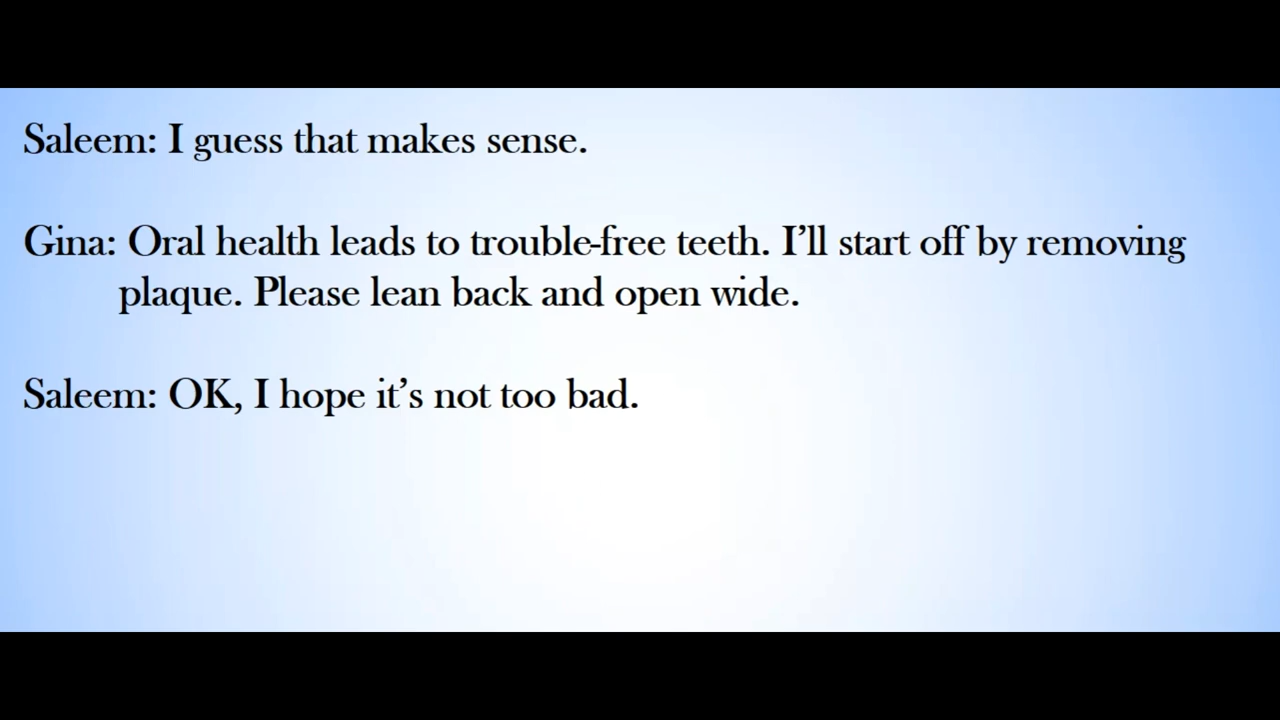 Saleem: I guess that makes sense.
Gina: Oral health leads to trouble-free teeth. I’ll start off by removing
plaque. Please lean back and open wide.
Saleem: OK, I hope it’s not too bad.